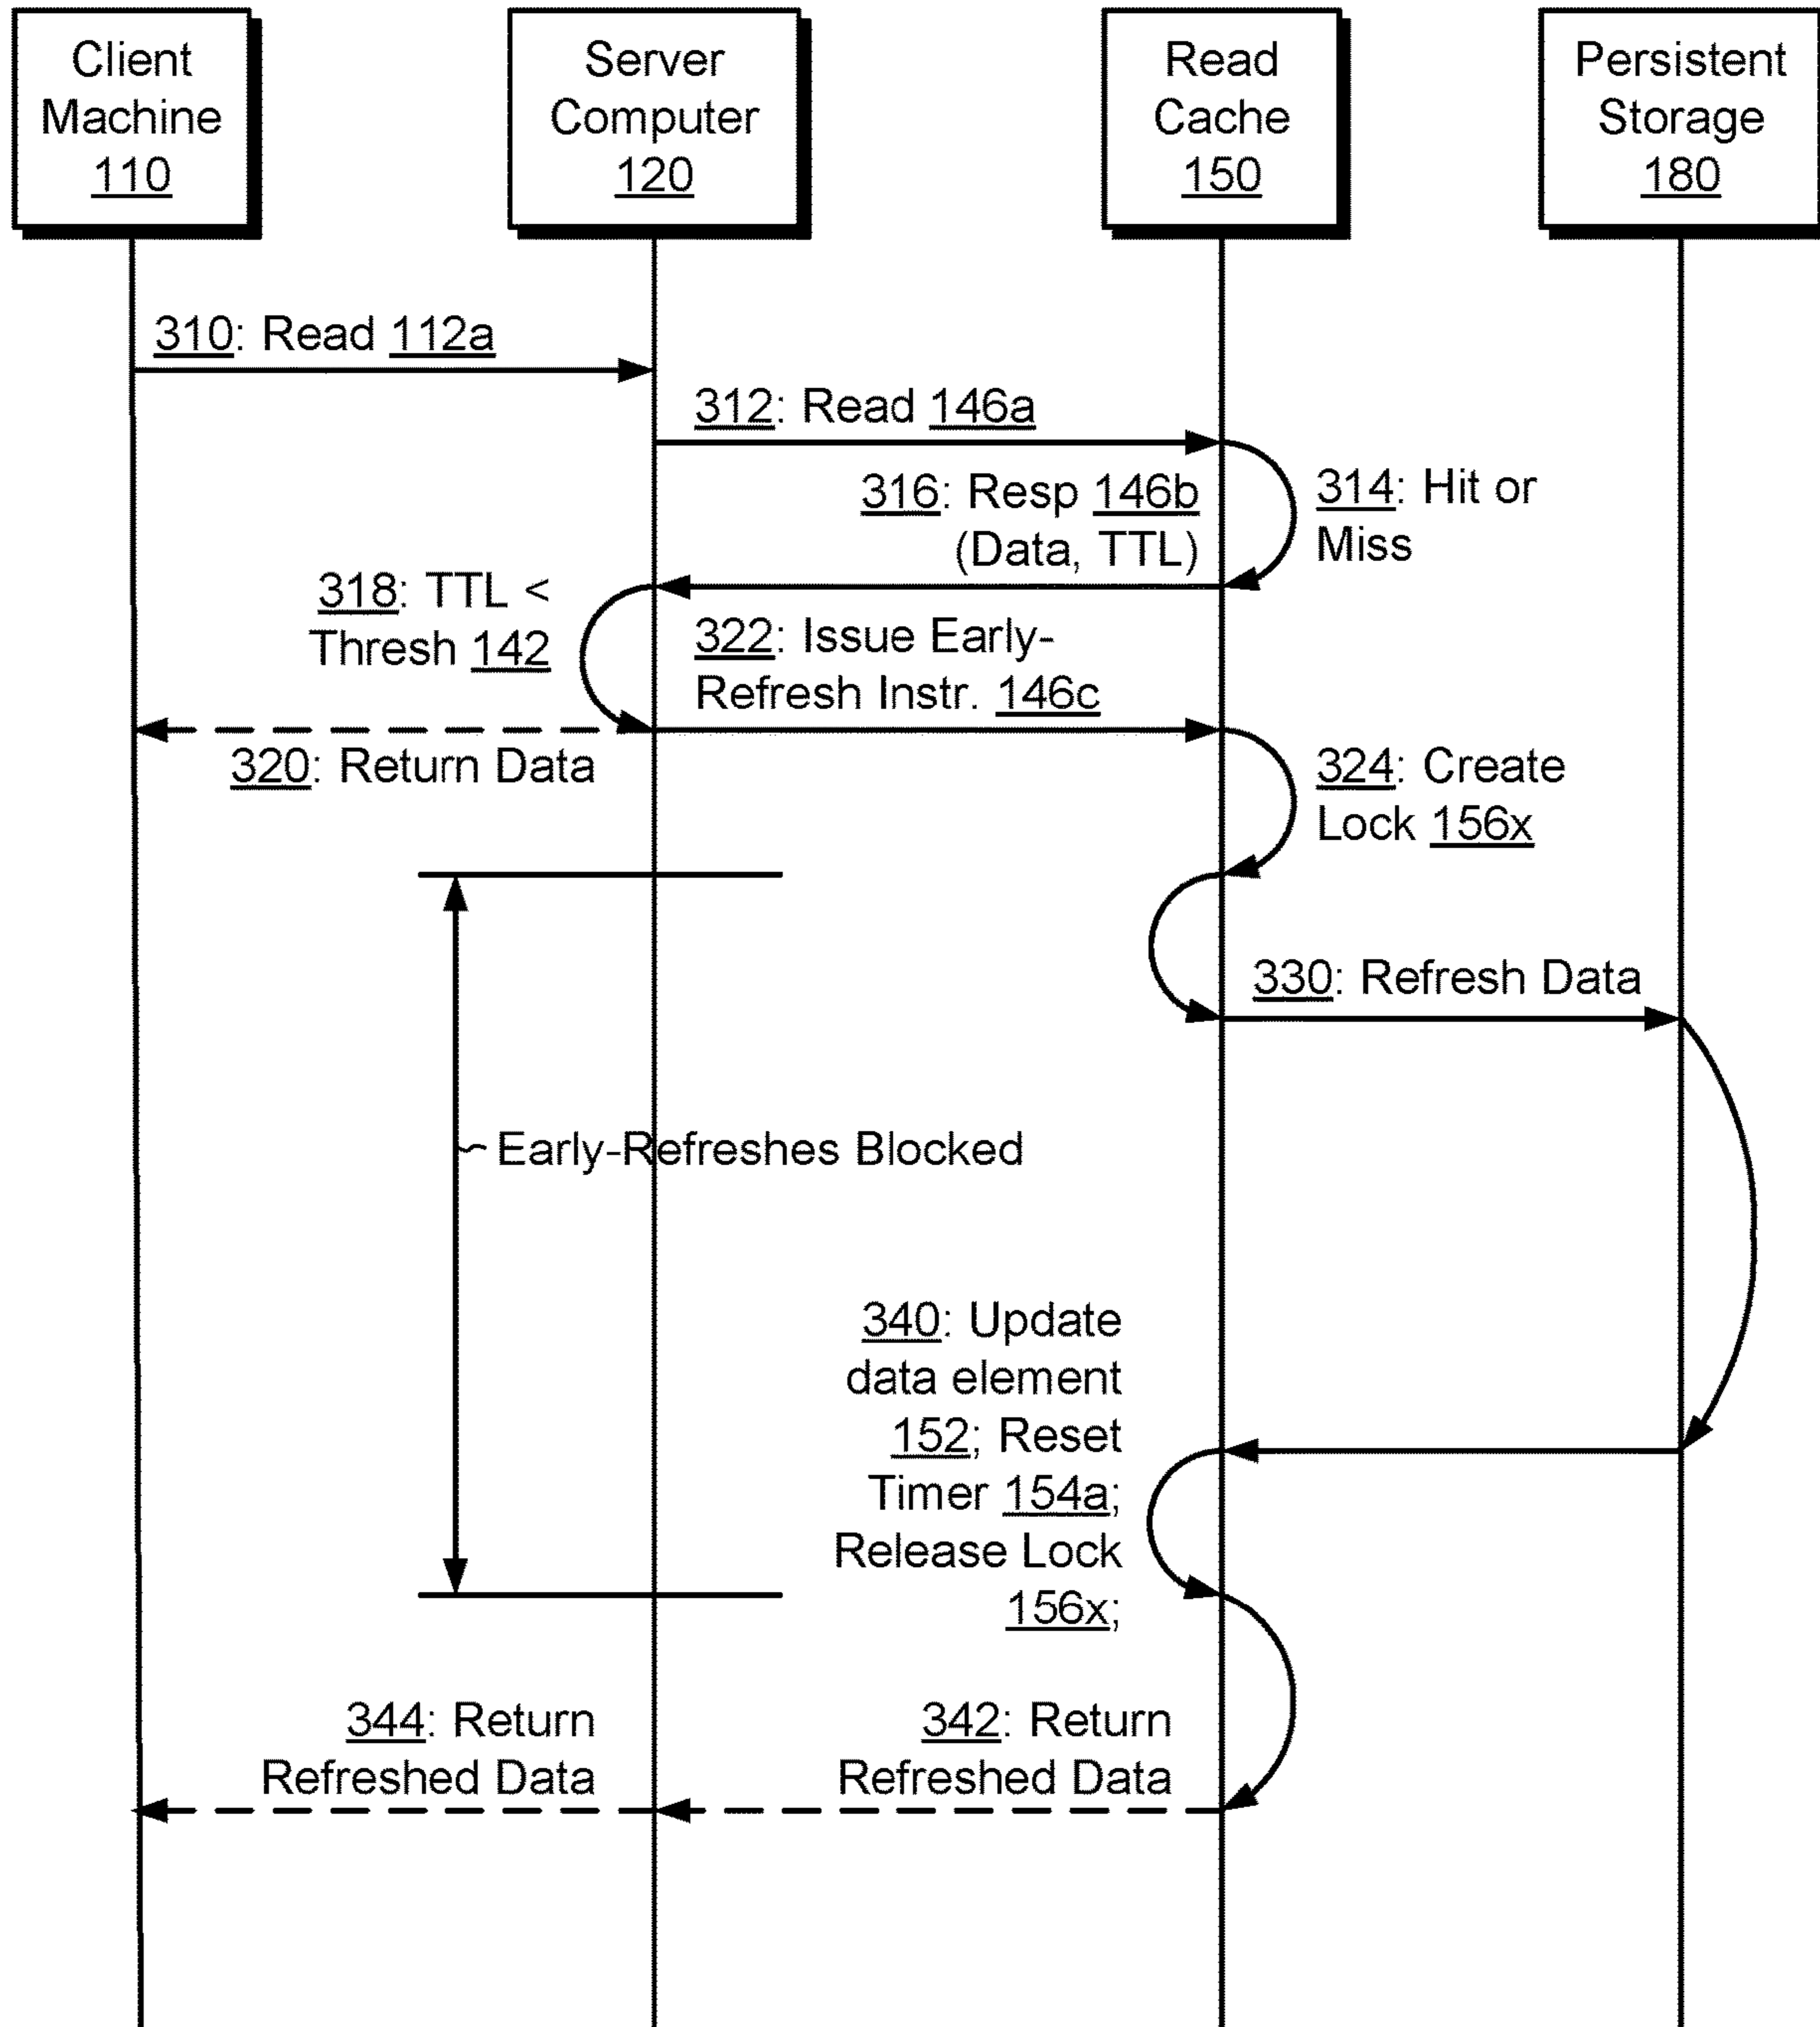 Client
Machine
110
Server
Computer
120
Read
Cache
150
Persistent
Storage
180
310: Read 112a
312: Read 146a
316: Resp 146b
(Data, TTL)
314: Hit or
Miss
318: TTL <
Thresh 142
322: Issue Early-
Refresh Instr. 146c
320: Return Data
324: Create
Lock 156x
330: Refresh Data
Early-Refreshes Blocked
340: Update
data element
152; Reset
Timer 154a;
Release Lock
156x;
344: Return
Refreshed Data
342: Return
Refreshed Data